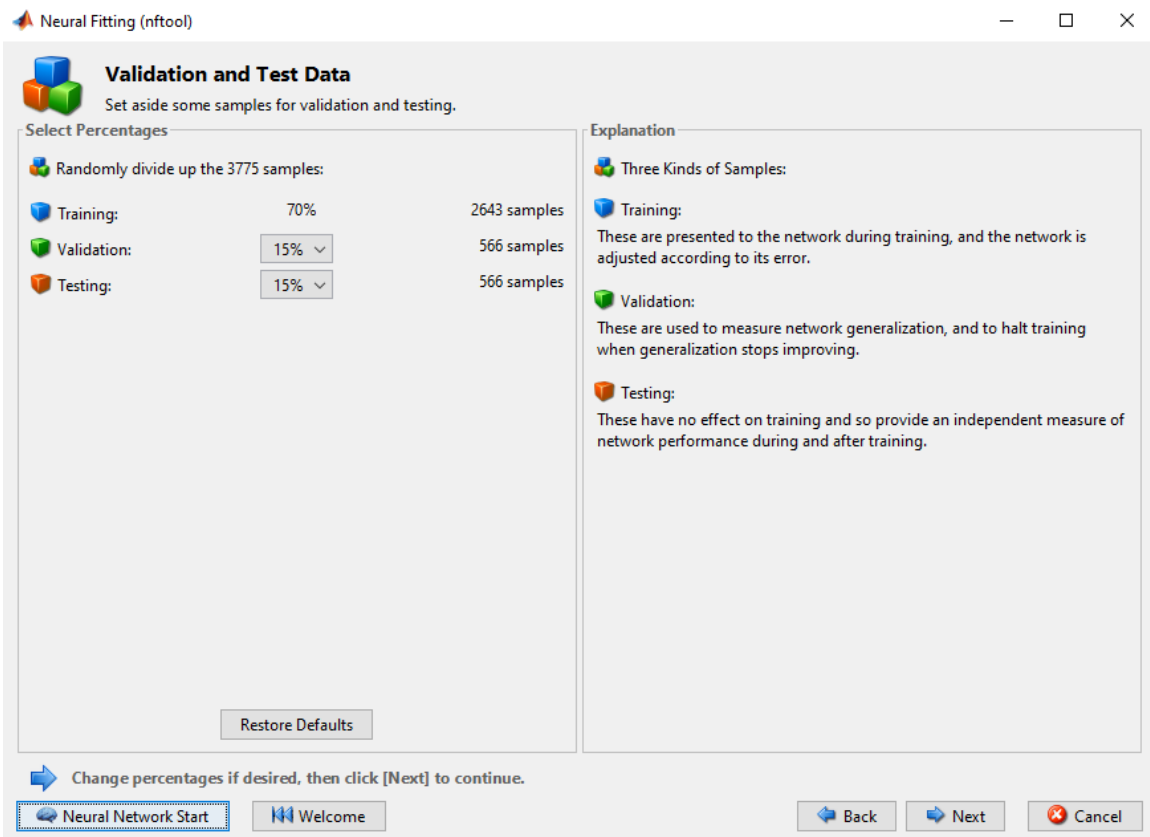 Neural Fitting (nftool)
Validation and Test Data
Set aside some samples for validation and testing.
Select Percentages
Randomly divide up the 3775 samples:
Training: 70% 2643 samples
Validation: 15% 566 samples
Testing: 15% 566 samples
Restore Defaults
Explanation
Three Kinds of Samples:
Training:
These are presented to the network during training, and the network is
adjusted according to its error.
Validation:
These are used to measure network generalization, and to halt training
when generalization stops improving.
Testing:
These have no effect on training and so provide an independent measure of
network performance during and after training.
Change percentages if desired, then click [Next] to continue.
Neural Network Start Welcome Back Next Cancel